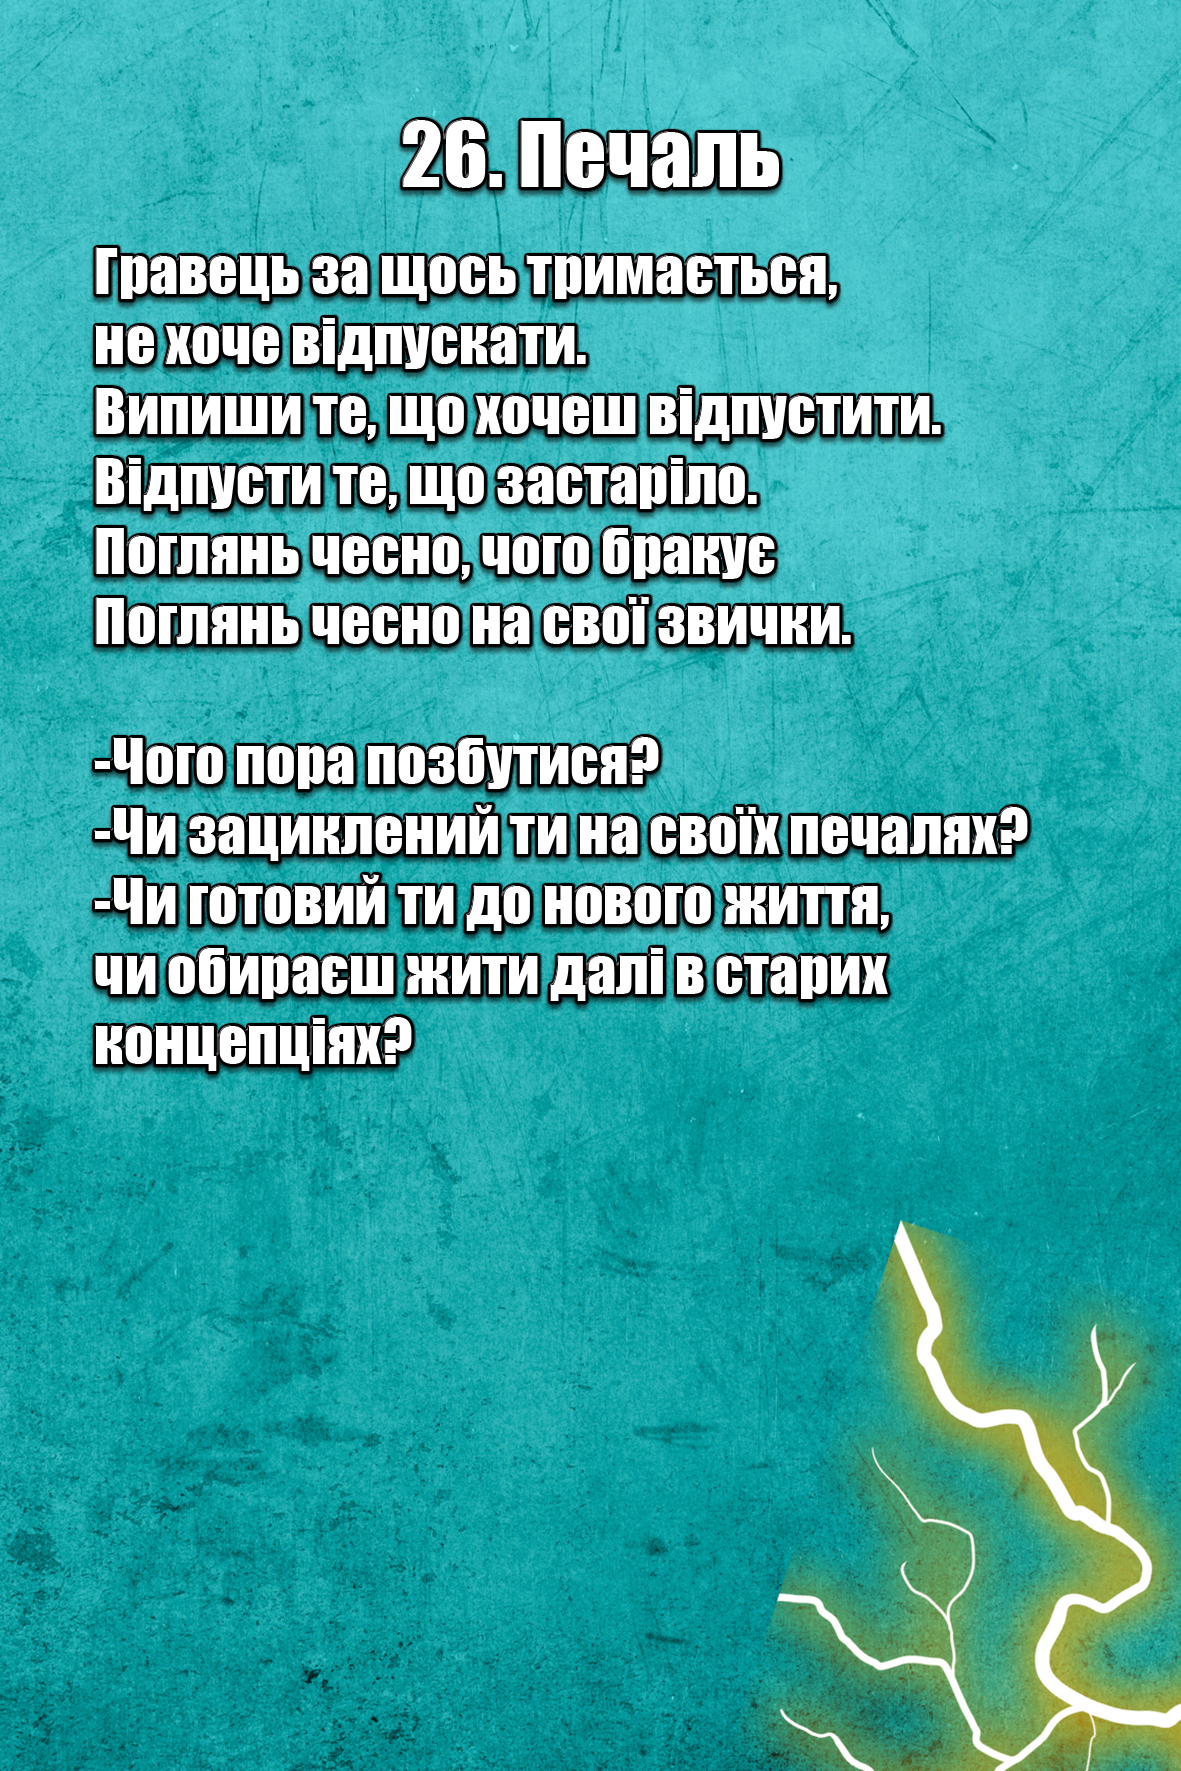 26. Печаль
Гравець за щось тримається,
не хоче відпускати.
Випиши те, що хочеш відпустити.
Відпусти те, що застаріло.
Поглянь чесно, чого бракує
Поглянь чесно на свої звички.
-Чого пора позбутися?
-Чи зациклений ти на своїх печалях?
-Чи готовий ти до нового життя,
чи обираєш жити далі в старих
концепціях?